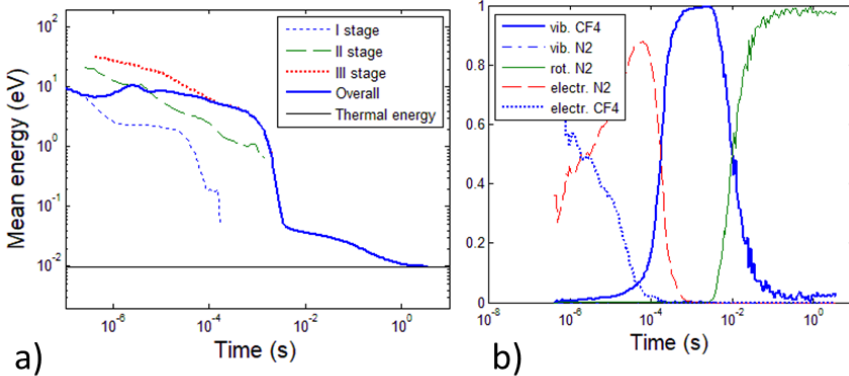 I stage
II stage
III stage
Overall
Thermal energy
10^2
10^1
10^0
10^-1
10^-2
Mean energy (eV)
10^-6
10^-4
10^-2
10^0
Time (s)
a)
vib. CF4
vib. N2
rot. N2
electr. N2
electr. CF4
1
0.8
0.6
0.4
0.2
0
10^-8
10^-6
10^-4
10^-2
10^0
Time (s)
b)